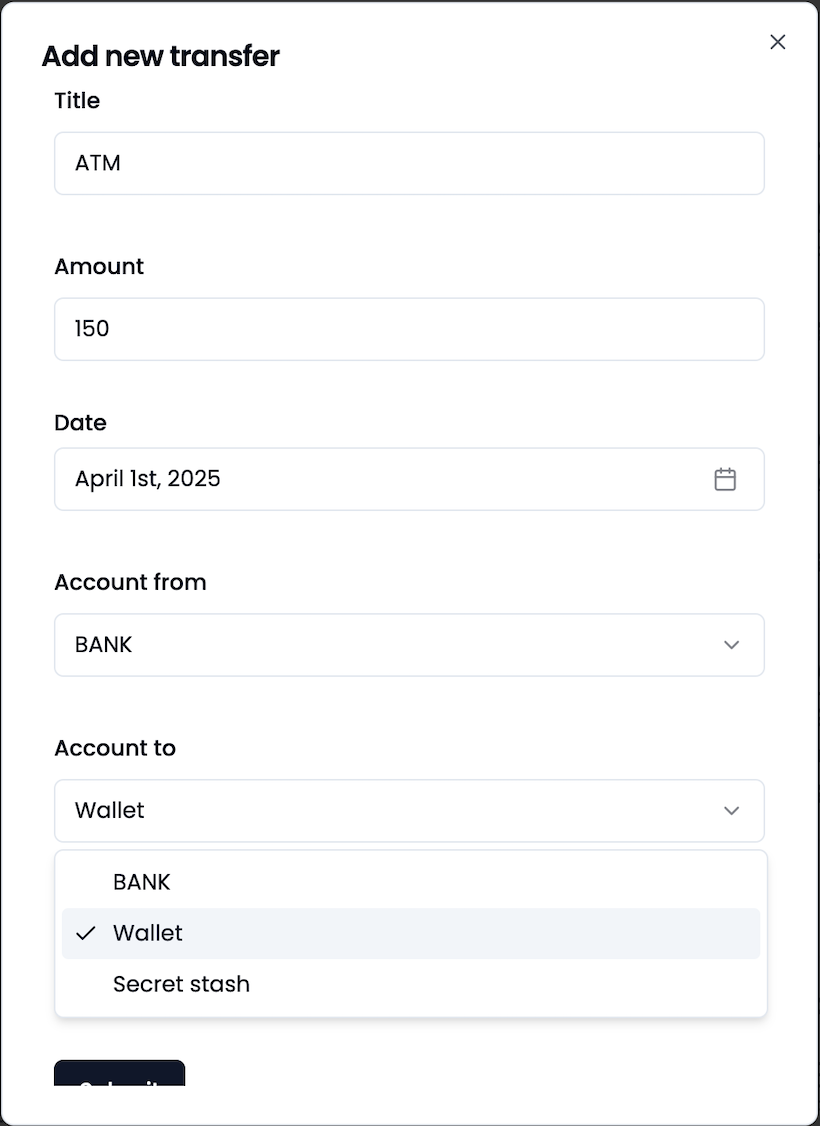 Add new transfer
Title
ATM
Amount
150
Date
April 1st, 2025
Account from
BANK
Account to
Wallet
BANK
Wallet
Secret stash